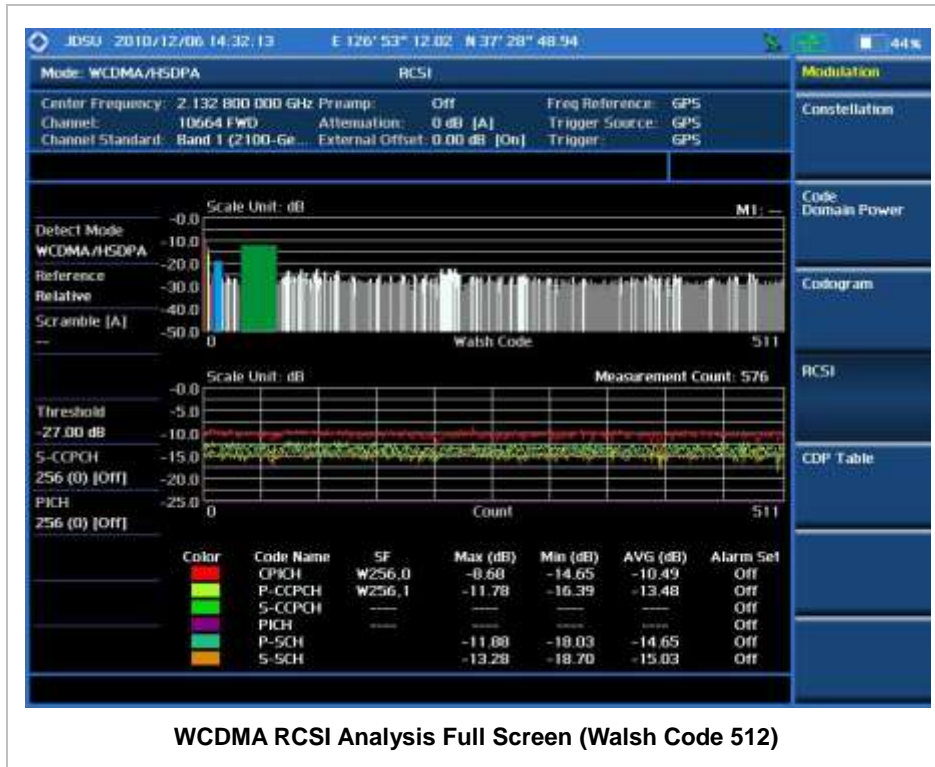 JDSU 2010/12/06 14:32:13 E 126° 53" 12.02 N 37° 28" 48.94 44%
Mode: WCDMA/HSDPA RCSI
Modulation
Center Frequency: 2.132 800 000 GHz Preamp: Off Freq Reference: GPS
Channel: 10664 FWD Attenuation: 0 dB [A] Trigger Source: GPS
Channel Standard: Band 1 (2100-Ge... External Offset: 0.00 dB [On] Trigger: GPS
Constellation
Code
Domain Power
Codogram
RCSI
CDP Table
Detect Mode
WCDMA/HSDPA
Reference
Relative
Scramble [A]
--
Threshold
-27.00 dB
S-CCPCH
256 (0) [Off]
PICH
256 (0) [Off]
Scale Unit: dB M1: --
-0.0
-10.0
-20.0
-30.0
-40.0
-50.0
0 Walsh Code 511
Scale Unit: dB Measurement Count: 576
-0.0
-5.0
-10.0
-15.0
-20.0
-25.0
0 Count 511
Color Code Name SF Max (dB) Min (dB) AVG (dB) Alarm Set
CPICH W256,0 -8.68 -14.65 -10.49 Off
P-CCPCH W256,1 -11.78 -16.39 -13.48 Off
S-CCPCH ---- ---- ---- ---- Off
PICH ---- ---- ---- ---- Off
P-SCH -11.88 -18.03 -14.65 Off
S-SCH -13.28 -18.70 -15.03 Off
WCDMA RCSI Analysis Full Screen (Walsh Code 512)